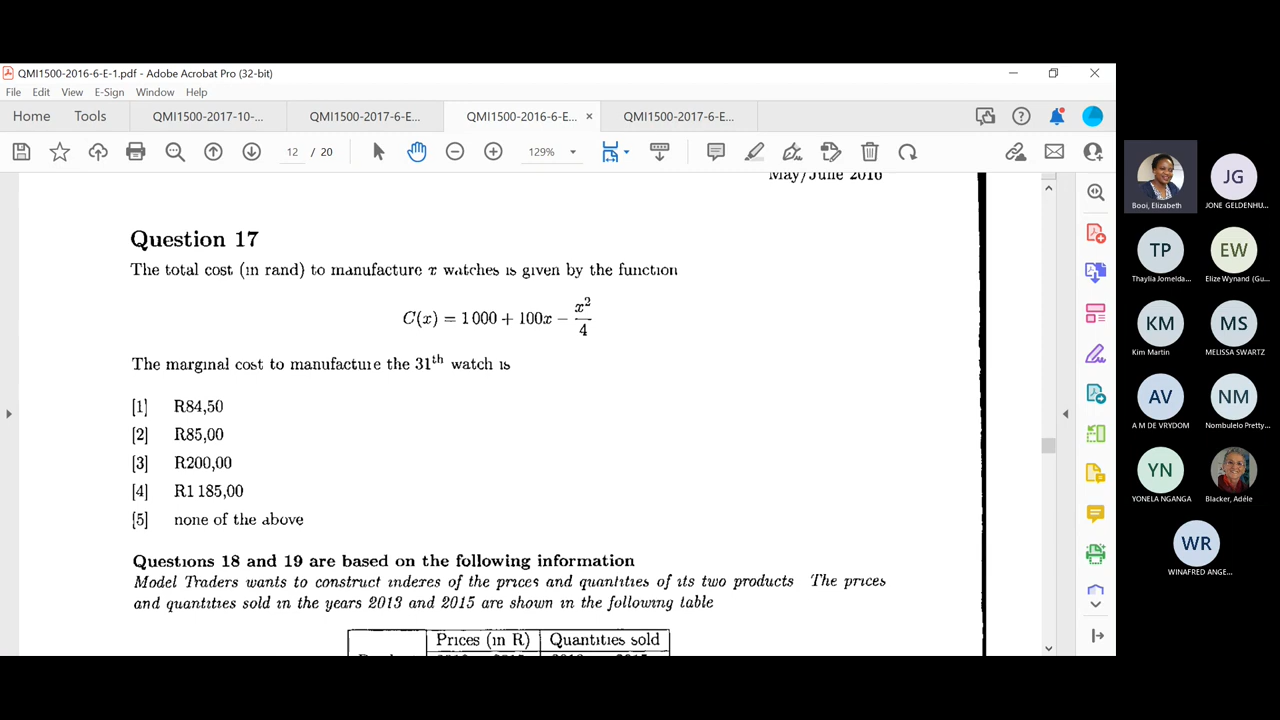 QMI1500-2016-6-E-1.pdf - Adobe Acrobat Pro (32-bit)
File Edit View E-Sign Window Help
Home Tools QMI1500-2017-10-... QMI1500-2017-6-E... QMI1500-2016-6-E... × QMI1500-2017-6-E...
12 / 20 129%
May/June 2016
Question 17
The total cost (in rand) to manufacture x watches is given by the function
C(x) = 1 000 + 100x − x²/4
The marginal cost to manufacture the 31th watch is
[1] R84,50
[2] R85,00
[3] R200,00
[4] R1 185,00
[5] none of the above
Questions 18 and 19 are based on the following information
Model Traders wants to construct indexes of the prices and quantities of its two products The prices
and quantities sold in the years 2013 and 2015 are shown in the following table
Prices (in R) Quantities sold
Booi, Elizabeth
JG
JONE GELDENHU...
TP
Thaylia Jomelda...
EW
Elize Wynand (Gu...
KM
Kim Martin
MS
MELISSA SWARTZ
AV
A M DE VRYDOM
NM
Nombulelo Pretty...
YN
YONELA NGANGA
Blacker, Adéle
WR
WINAFRED ANGE...